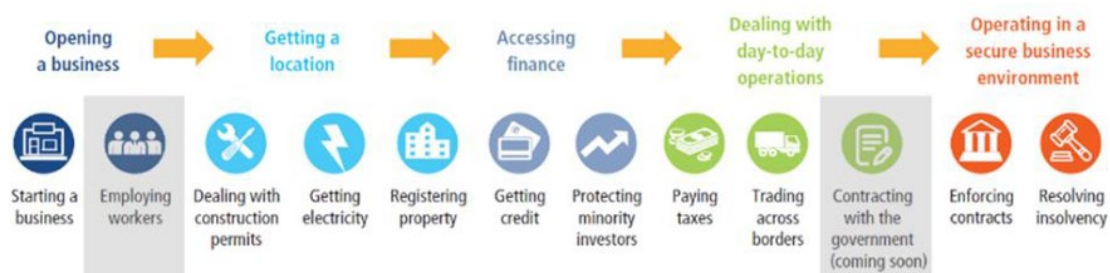 Opening
a business
Getting a
location
Accessing
finance
Dealing with
day-to-day
operations
Operating in a
secure business
environment
Starting a
business
Employing
workers
Dealing with
construction
permits
Getting
electricity
Registering
property
Getting
credit
Protecting
minority
investors
Paying
taxes
Trading
across
borders
Contracting
with the
government
(coming soon)
Enforcing
contracts
Resolving
insolvency